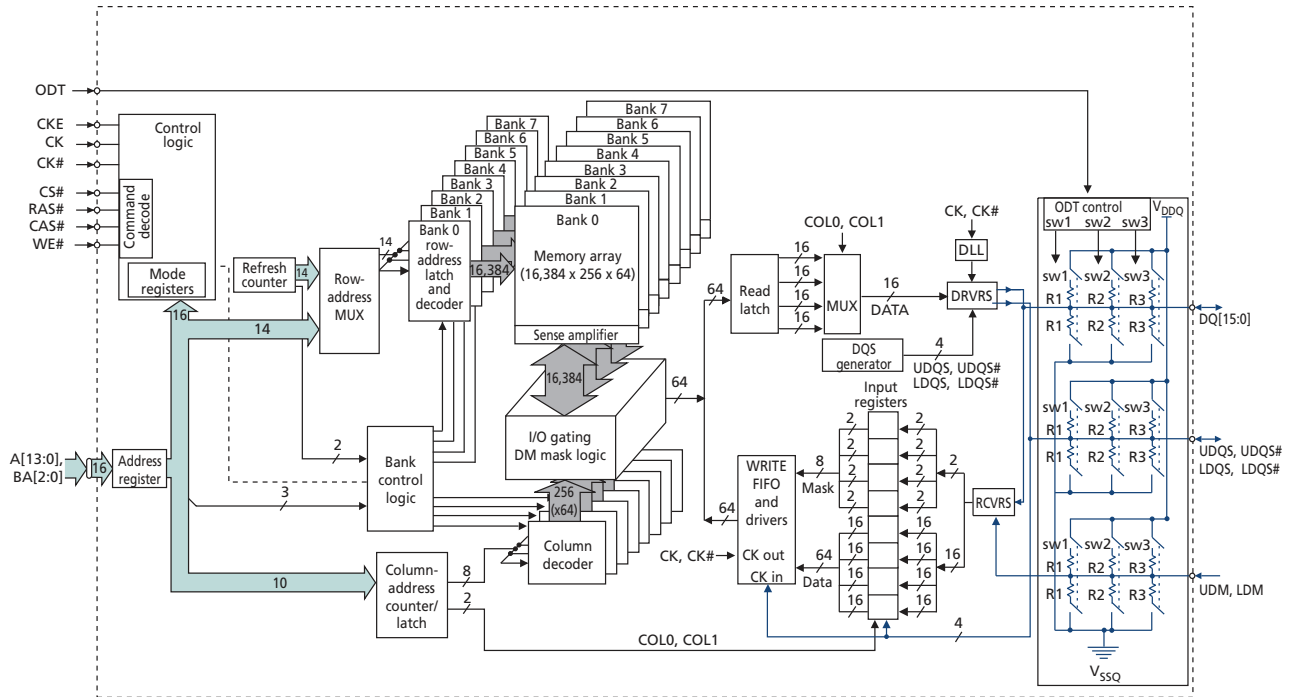 ODT
CKE
CK
CK#
CS#
RAS#
CAS#
WE#
Control
logic
Command
decode
Mode
registers
16
Refresh
counter
14
14
Row-
address
MUX
14
Bank 7
Bank 6
Bank 5
Bank 4
Bank 3
Bank 2
Bank 1
Bank 0
row-
address
latch
and
decoder
16,384
Bank 7
Bank 6
Bank 5
Bank 4
Bank 3
Bank 2
Bank 1
Bank 0
Memory array
(16,384 x 256 x 64)
Sense amplifier
16,384
I/O gating
DM mask logic
256
(x64)
Column
decoder
A[13:0],
BA[2:0]
16
Address
register
2
3
Bank
control
logic
10
Column-
address
counter/
latch
8
2
COL0, COL1
64
64
64
Read
latch
16
16
16
16
COL0, COL1
MUX
16
DATA
CK, CK#
DLL
DRVRS
DQS
generator
4
UDQS, UDQS#
LDQS, LDQS#
Input
registers
2
2
2
2
2
2
2
2
2
16
16
16
16
16
16
16
16
16
RCVRS
WRITE
FIFO
and
drivers
CK out
CK in
8
Mask
64
Data
CK, CK#
4
ODT control
sw1 sw2 sw3
VDDQ
sw1 sw2 sw3
R1 R2 R3
R1 R2 R3
DQ[15:0]
sw1 sw2 sw3
R1 R2 R3
R1 R2 R3
UDQS, UDQS#
LDQS, LDQS#
sw1 sw2 sw3
R1 R2 R3
R1 R2 R3
UDM, LDM
VSSQ